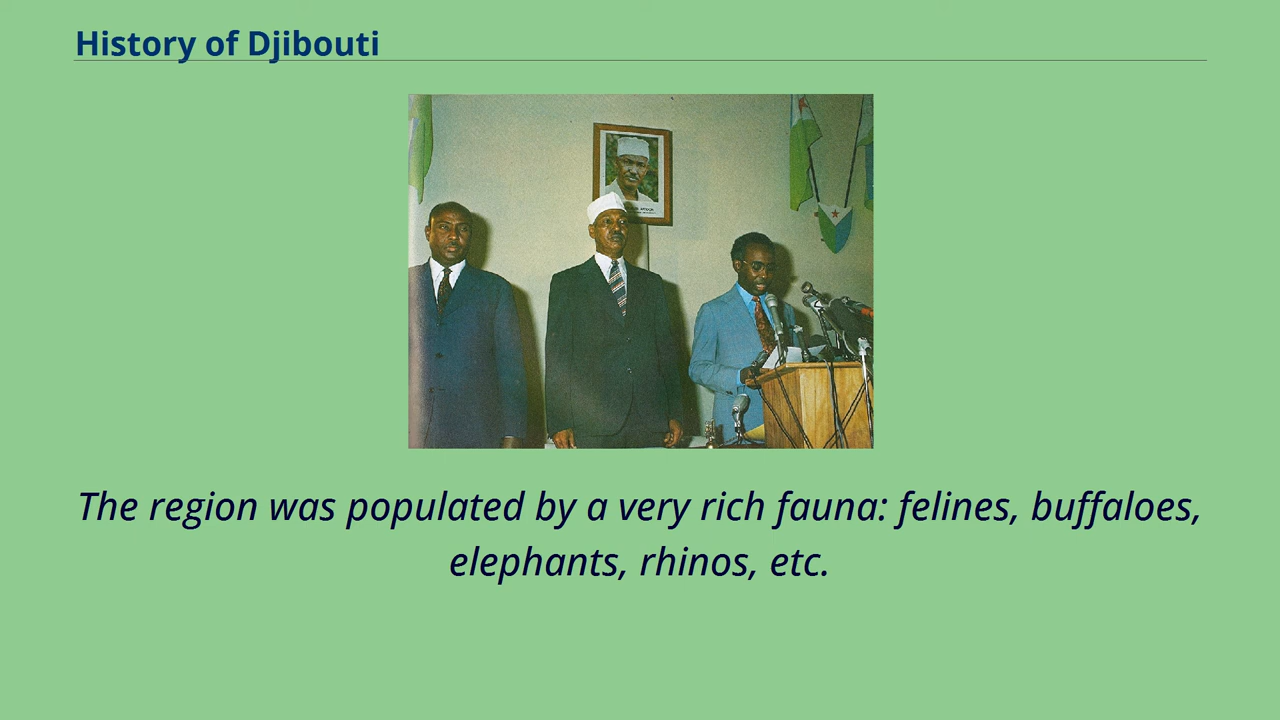 History of Djibouti
The region was populated by a very rich fauna: felines, buffaloes,
elephants, rhinos, etc.